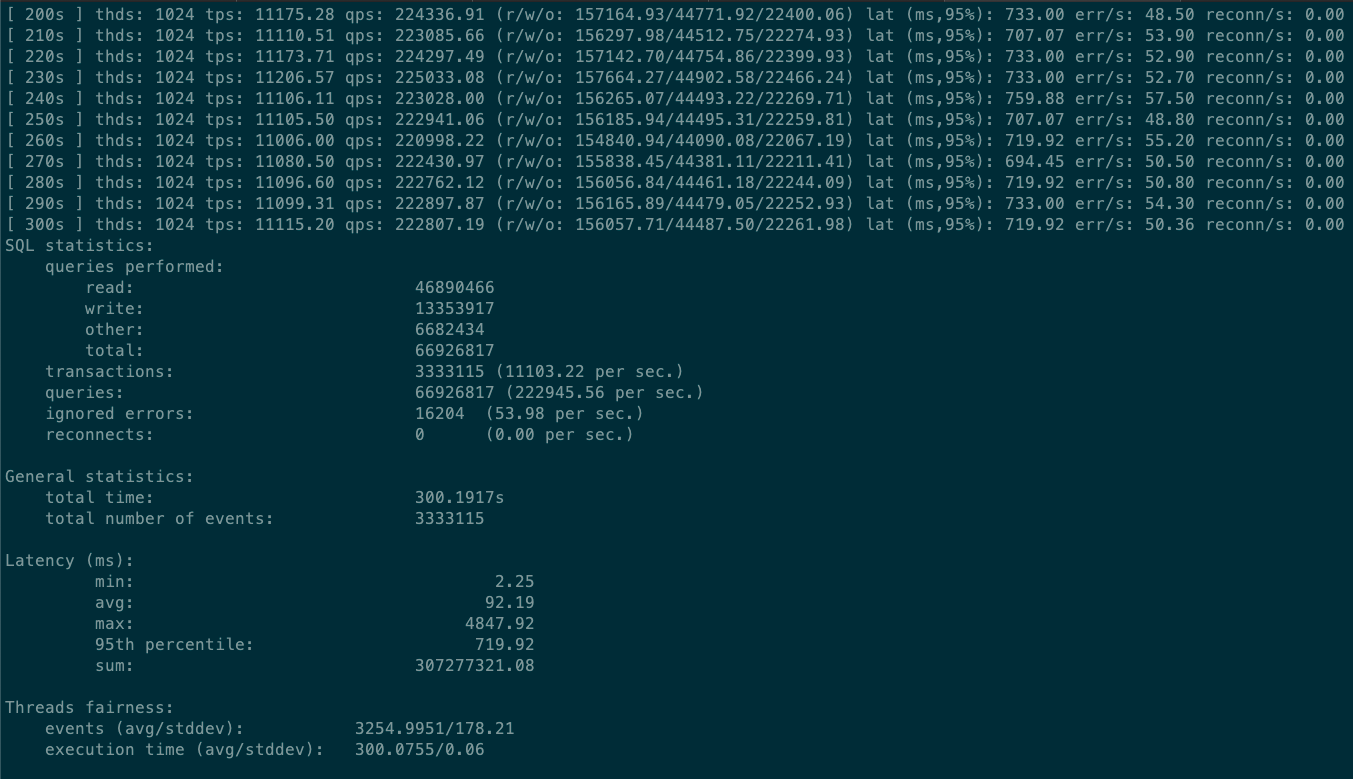 [ 200s ] thds: 1024 tps: 11175.28 qps: 224336.91 (r/w/o: 157164.93/44771.92/22400.06) lat (ms,95%): 733.00 err/s: 48.50 reconn/s: 0.00
[ 210s ] thds: 1024 tps: 11110.51 qps: 223085.66 (r/w/o: 156297.98/44512.75/22274.93) lat (ms,95%): 707.07 err/s: 53.90 reconn/s: 0.00
[ 220s ] thds: 1024 tps: 11173.71 qps: 224297.49 (r/w/o: 157142.70/44754.86/22399.93) lat (ms,95%): 733.00 err/s: 52.90 reconn/s: 0.00
[ 230s ] thds: 1024 tps: 11206.57 qps: 225033.08 (r/w/o: 157664.27/44902.58/22466.24) lat (ms,95%): 733.00 err/s: 52.70 reconn/s: 0.00
[ 240s ] thds: 1024 tps: 11106.11 qps: 223028.00 (r/w/o: 156265.07/44493.22/22269.71) lat (ms,95%): 759.88 err/s: 57.50 reconn/s: 0.00
[ 250s ] thds: 1024 tps: 11105.50 qps: 222941.06 (r/w/o: 156185.94/44495.31/22259.81) lat (ms,95%): 707.07 err/s: 48.80 reconn/s: 0.00
[ 260s ] thds: 1024 tps: 11006.00 qps: 220998.22 (r/w/o: 154840.94/44090.08/22067.19) lat (ms,95%): 719.92 err/s: 55.20 reconn/s: 0.00
[ 270s ] thds: 1024 tps: 11080.50 qps: 222430.97 (r/w/o: 155838.45/44381.11/22211.41) lat (ms,95%): 694.45 err/s: 50.50 reconn/s: 0.00
[ 280s ] thds: 1024 tps: 11096.60 qps: 222762.12 (r/w/o: 156056.84/44461.18/22244.09) lat (ms,95%): 719.92 err/s: 50.80 reconn/s: 0.00
[ 290s ] thds: 1024 tps: 11099.31 qps: 222897.87 (r/w/o: 156165.89/44479.05/22252.93) lat (ms,95%): 733.00 err/s: 54.30 reconn/s: 0.00
[ 300s ] thds: 1024 tps: 11115.20 qps: 222807.19 (r/w/o: 156057.71/44487.50/22261.98) lat (ms,95%): 719.92 err/s: 50.36 reconn/s: 0.00
SQL statistics:
    queries performed:
        read:                            46890466
        write:                           13353917
        other:                           6682434
        total:                           66926817
    transactions:                        3333115 (11103.22 per sec.)
    queries:                             66926817 (222945.56 per sec.)
    ignored errors:                      16204  (53.98 per sec.)
    reconnects:                          0      (0.00 per sec.)

General statistics:
    total time:                          300.1917s
    total number of events:              3333115

Latency (ms):
         min:                                    2.25
         avg:                                   92.19
         max:                                 4847.92
         95th percentile:                      719.92
         sum:                            307277321.08

Threads fairness:
    events (avg/stddev):           3254.9951/178.21
    execution time (avg/stddev):   300.0755/0.06